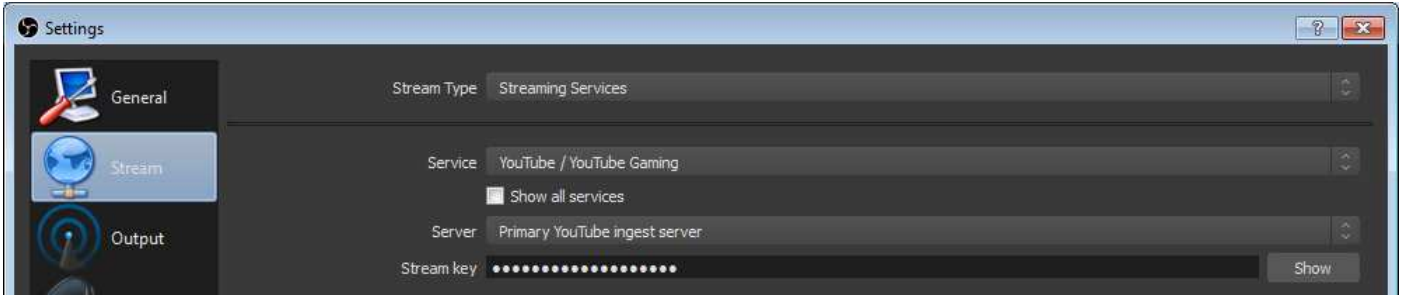 Settings
General
Stream
Output
Stream Type Streaming Services
Service YouTube / YouTube Gaming
Show all services
Server Primary YouTube ingest server
Stream key ••••••••••••••••••• Show